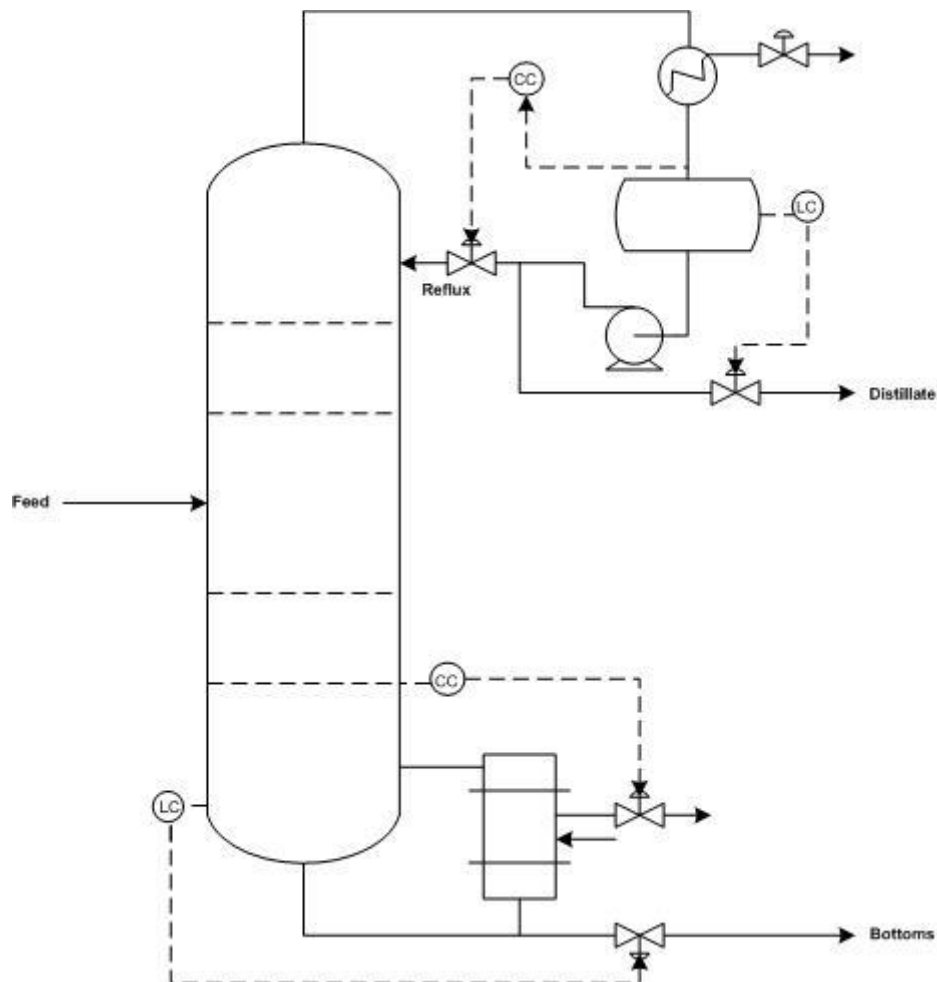 CC
LC
Reflux
Distillate
Feed
CC
LC
Bottoms